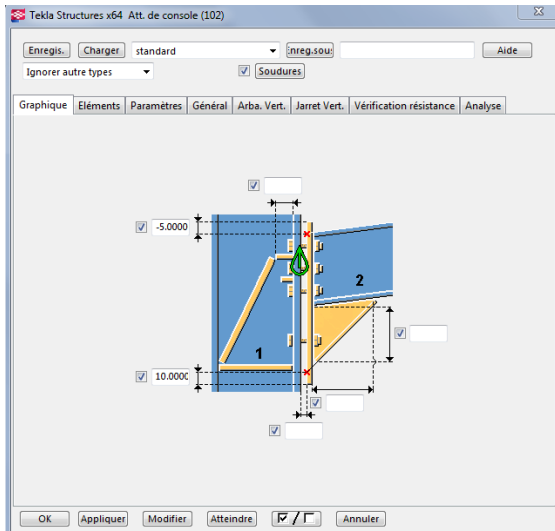 Tekla Structures x64 Att. de console (102)
Enregis. Charger standard Enreg.sous Aide
Ignorer autre types Soudures
Graphique Eléments Paramètres Général Arba. Vert. Jarret Vert. Vérification résistance Analyse
-5.0000
2
1
10.0000
OK Appliquer Modifier Atteindre / Annuler